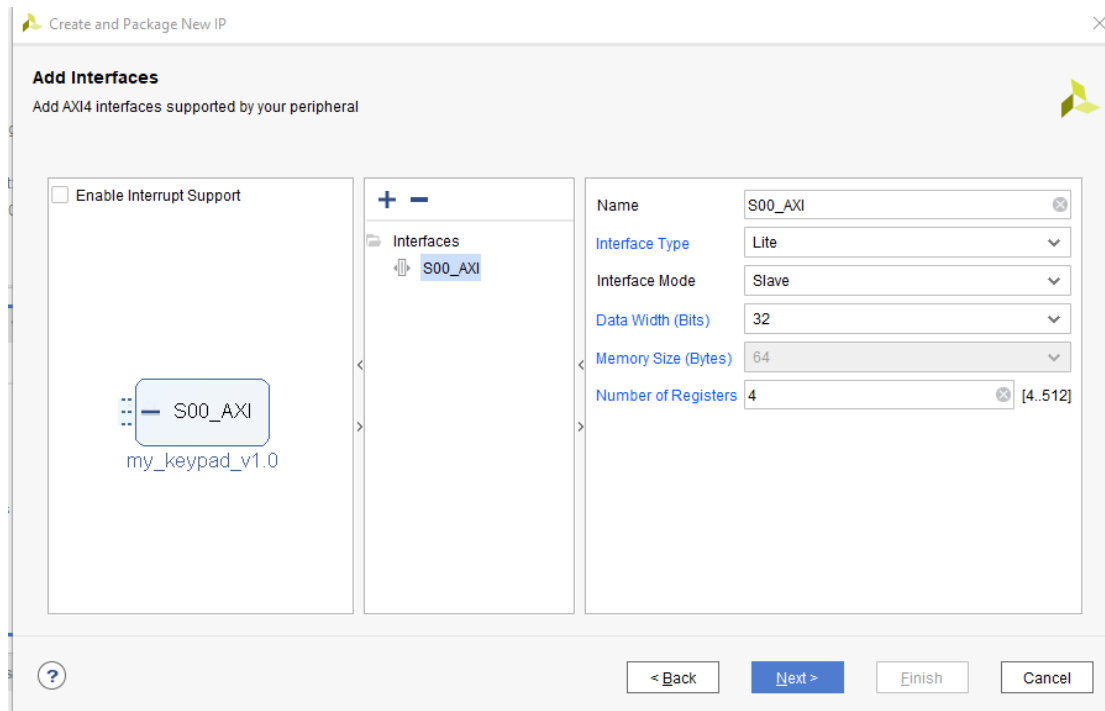 Create and Package New IP
Add Interfaces
Add AXI4 interfaces supported by your peripheral
Enable Interrupt Support
S00_AXI
my_keypad_v1.0
Interfaces
S00_AXI
Name S00_AXI
Interface Type Lite
Interface Mode Slave
Data Width (Bits) 32
Memory Size (Bytes) 64
Number of Registers 4 [4..512]
? < Back Next > Finish Cancel